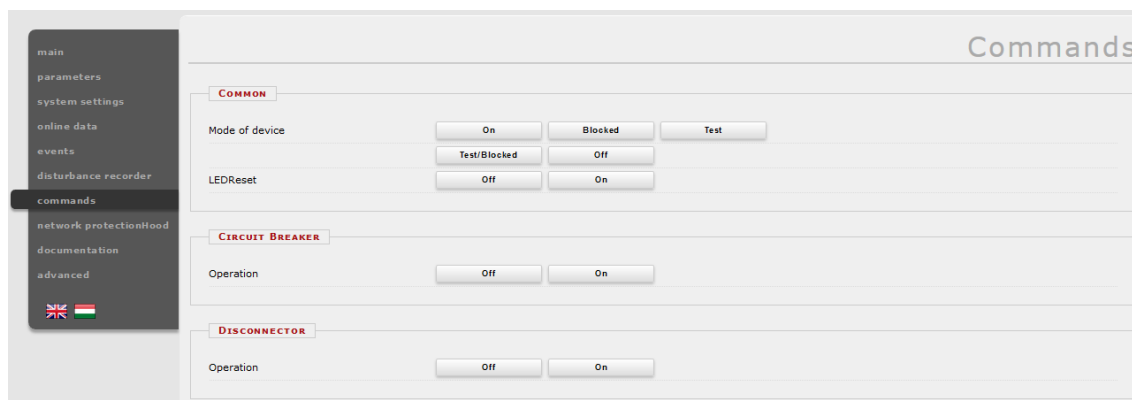 Commands
main
parameters
system settings
online data
events
disturbance recorder
commands
network protectionHood
documentation
advanced
COMMON
Mode of device On Blocked Test
Test/Blocked Off
LEDReset Off On
CIRCUIT BREAKER
Operation Off On
DISCONNECTOR
Operation Off On